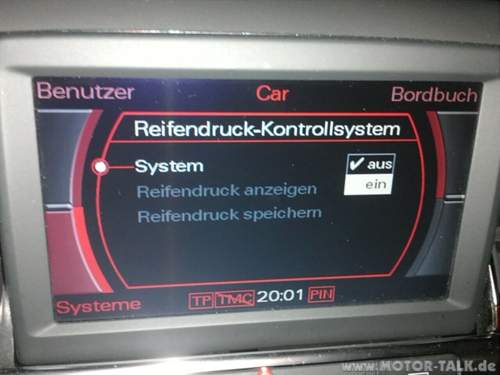 Benutzer Car Bordbuch
Reifendruck-Kontrollsystem
System ✔ aus
Reifendruck anzeigen ein
Reifendruck speichern
Systeme TP TMC 20:01 PIN
www.MOTOR-TALK.de